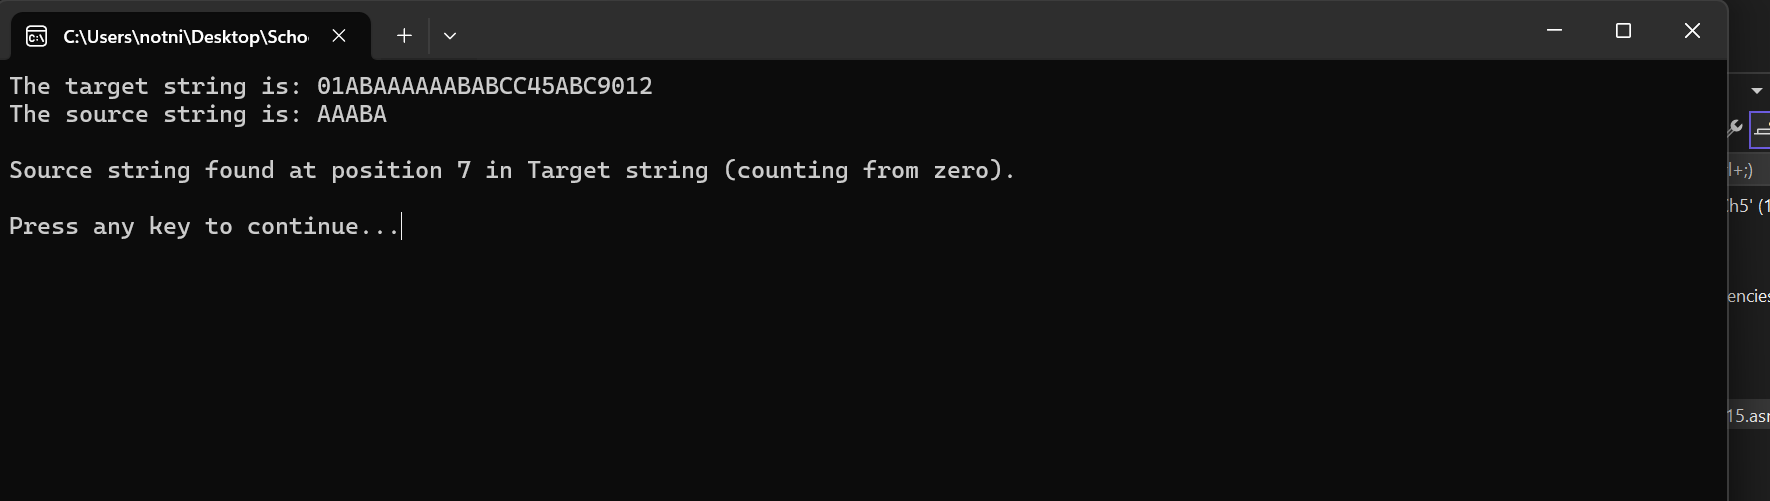 C:\Users\notni\Desktop\Scho
The target string is: 01ABAAAAAABABCC45ABC9012
The source string is: AAABA
Source string found at position 7 in Target string (counting from zero).
Press any key to continue...
l+;)
h5' (1
encies
15.asr